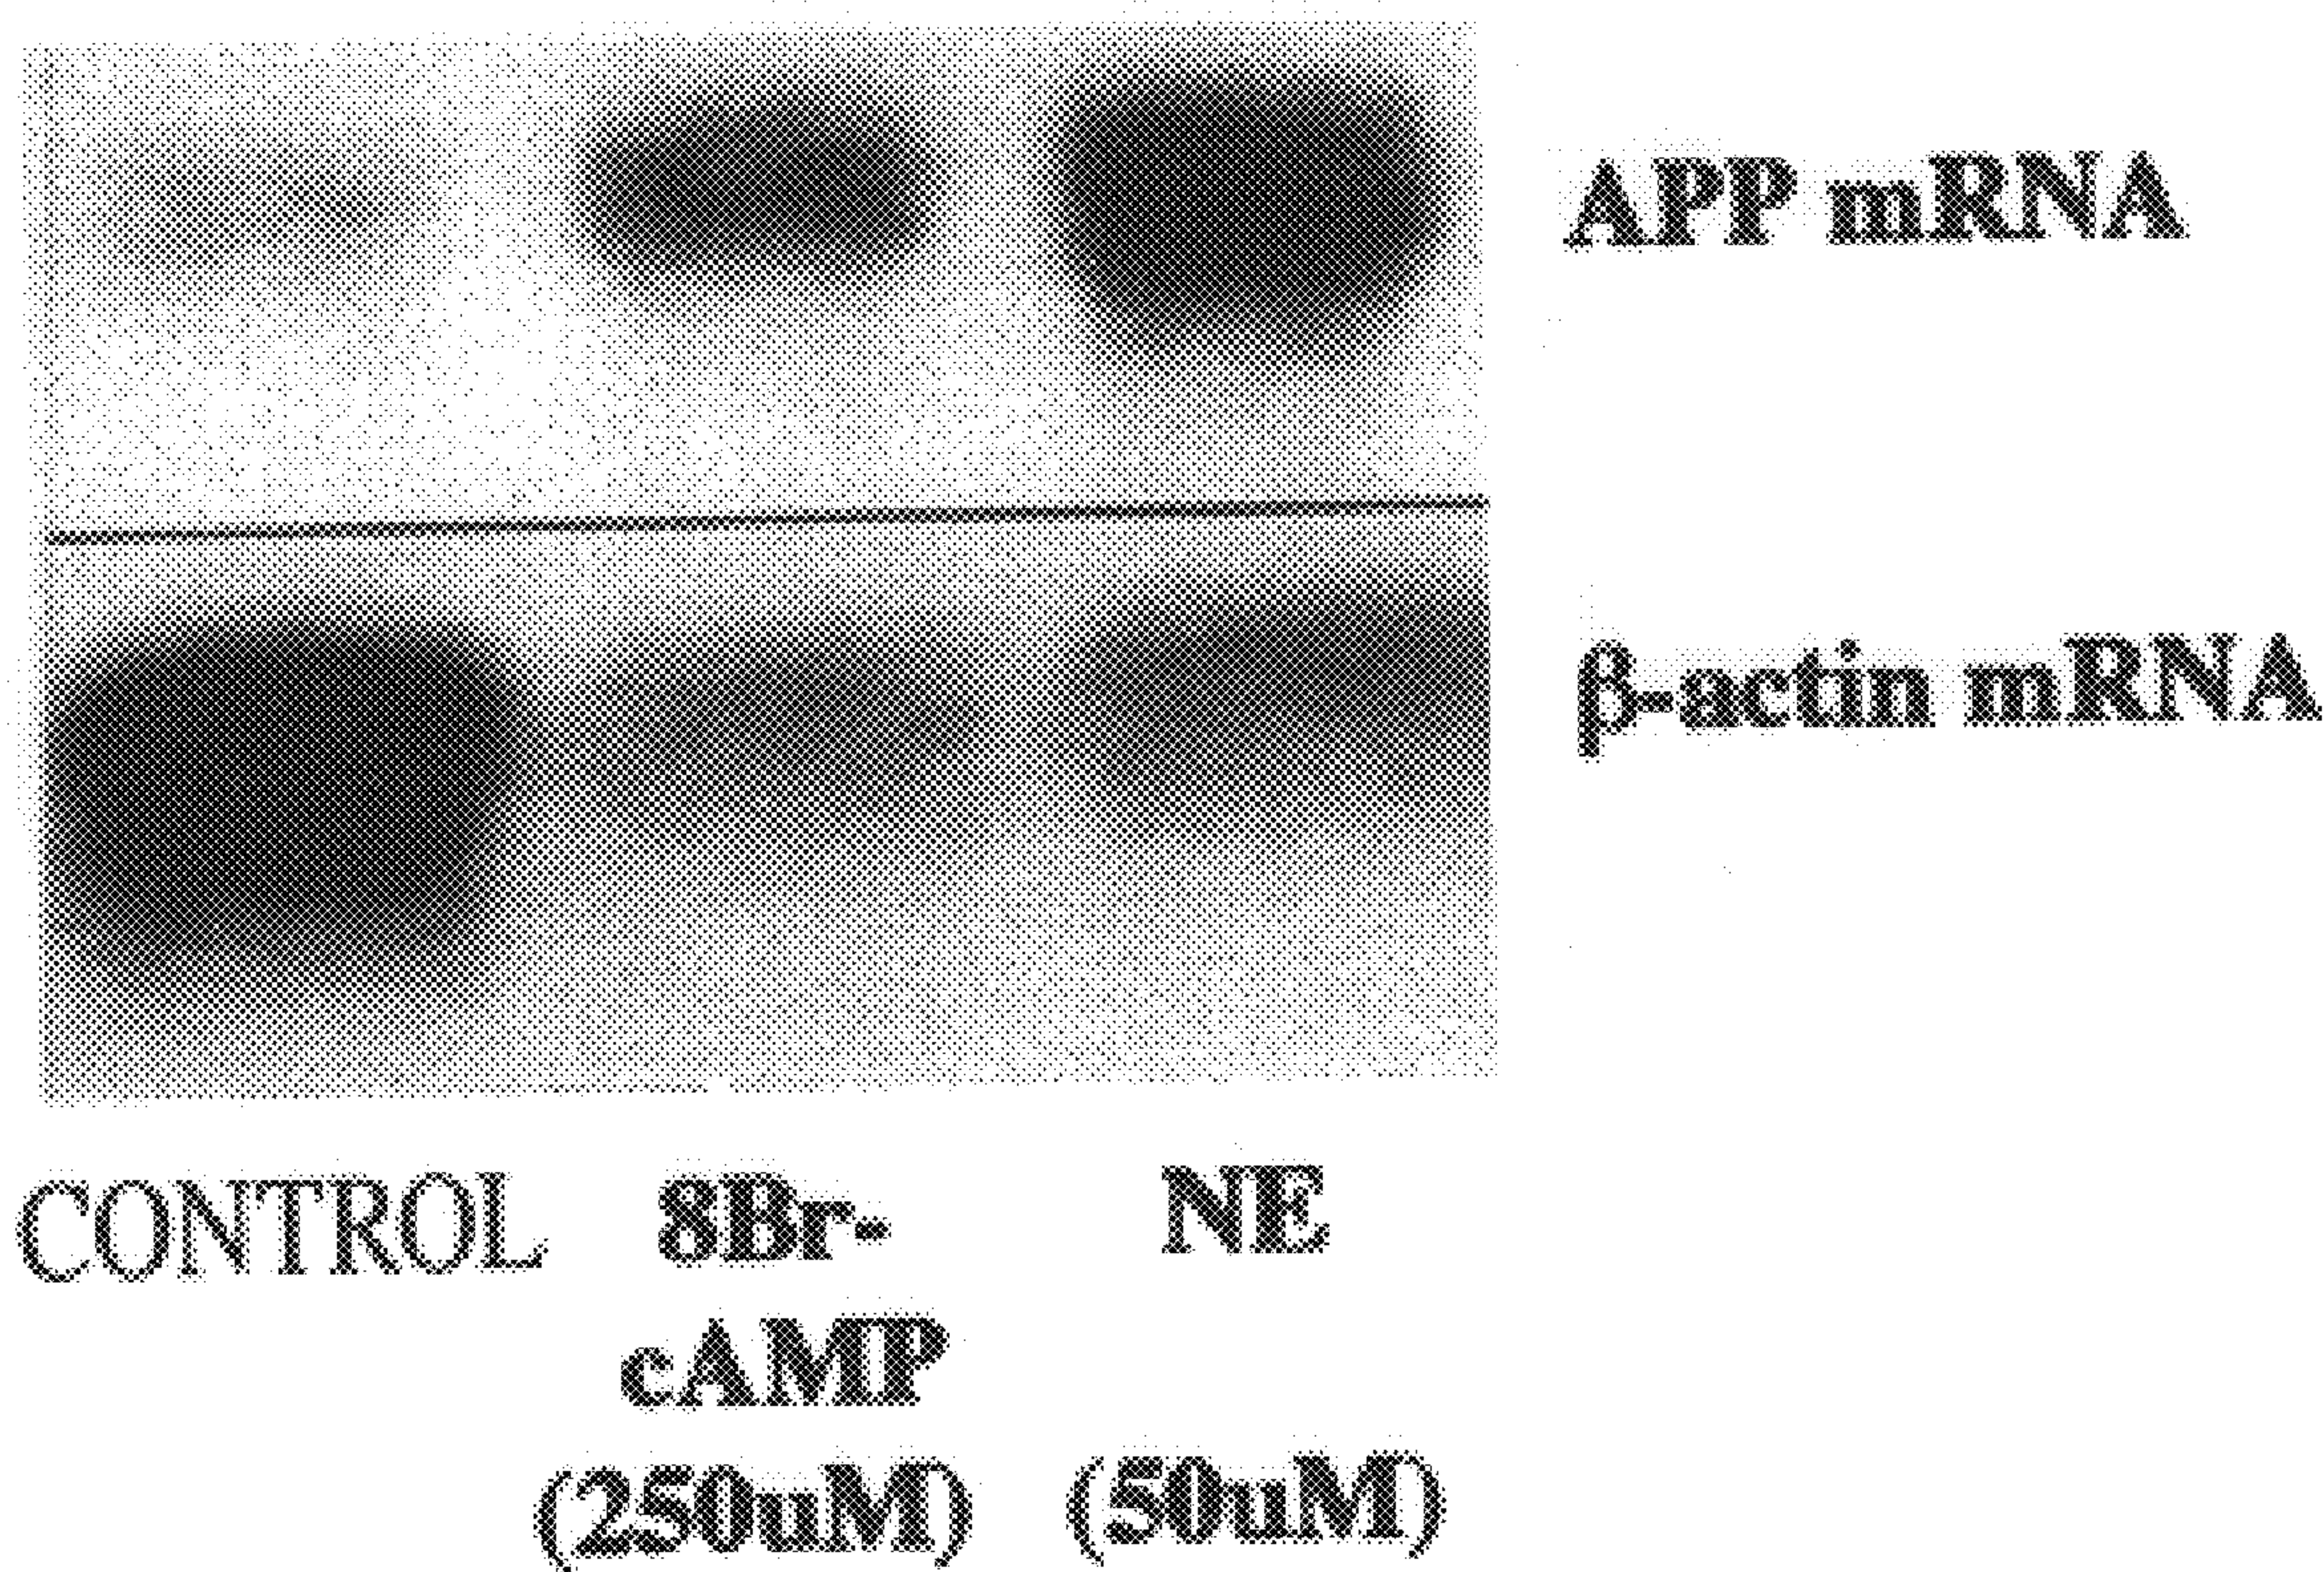 APP mRNA
β-actin mRNA
CONTROL 8Br- NE
cAMP
(250uM) (50uM)